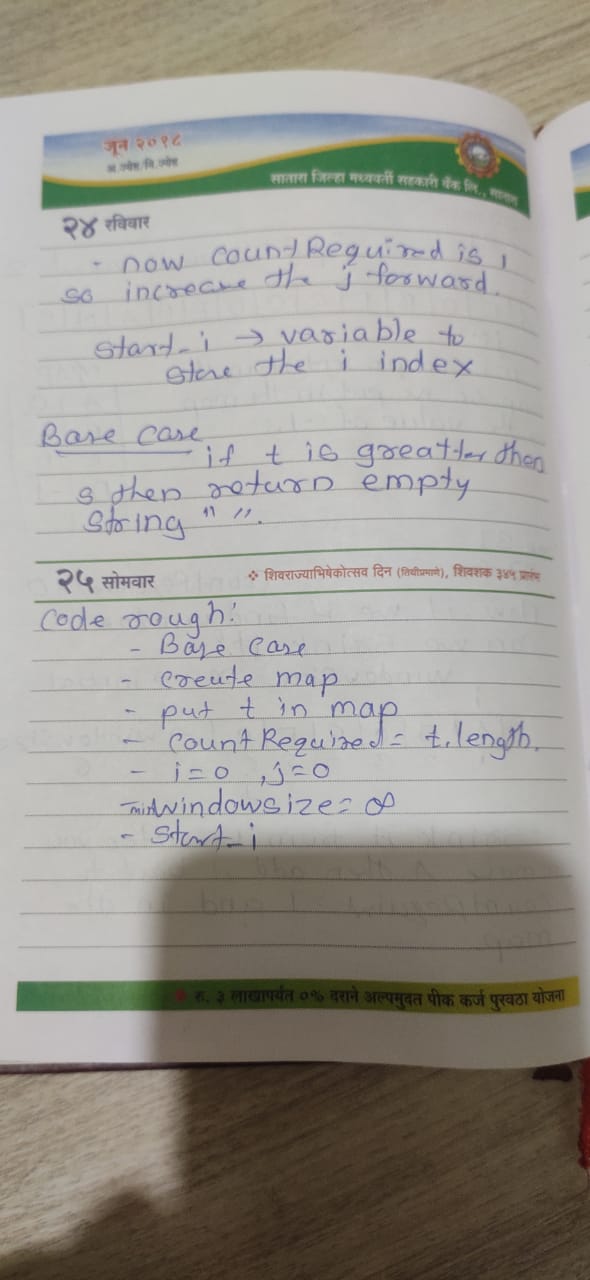 जून २०१८
अ.ज्येष्ठ/नि.ज्येष्ठ
सातारा जिल्हा मध्यवर्ती सहकारी बँक लि., सातारा
२४ रविवार
- now countRequired is 1
so increase the j forward.
start_i → variable to
store the i index
Base case
if t is greatter then
s then return empty
string " ".
२५ सोमवार
❖ शिवराज्याभिषेकोत्सव दिन (तिथीप्रमाणे), शिवशक ३४५ प्रारंभ
Code rough:
- Base case
- create map
- put t in map
- countRequired = t.length.
- i=0 , j=0
minwindowsize = ∞
- start_i
रु. ३ लाखापर्यंत ०% दराने अल्पमुदत पीक कर्ज पुरवठा योजना